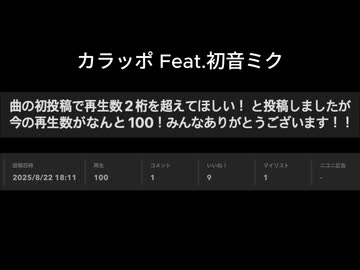 カラッポ Feat.初音ミク
曲の初投稿で再生数2桁を超えてほしい！ と投稿しましたが
今の再生数がなんと100！みんなありがとうございます！！
投稿日時 再生 コメント いいね！ マイリスト ニコニ広告
2025/8/22 18:11 100 1 9 1 -